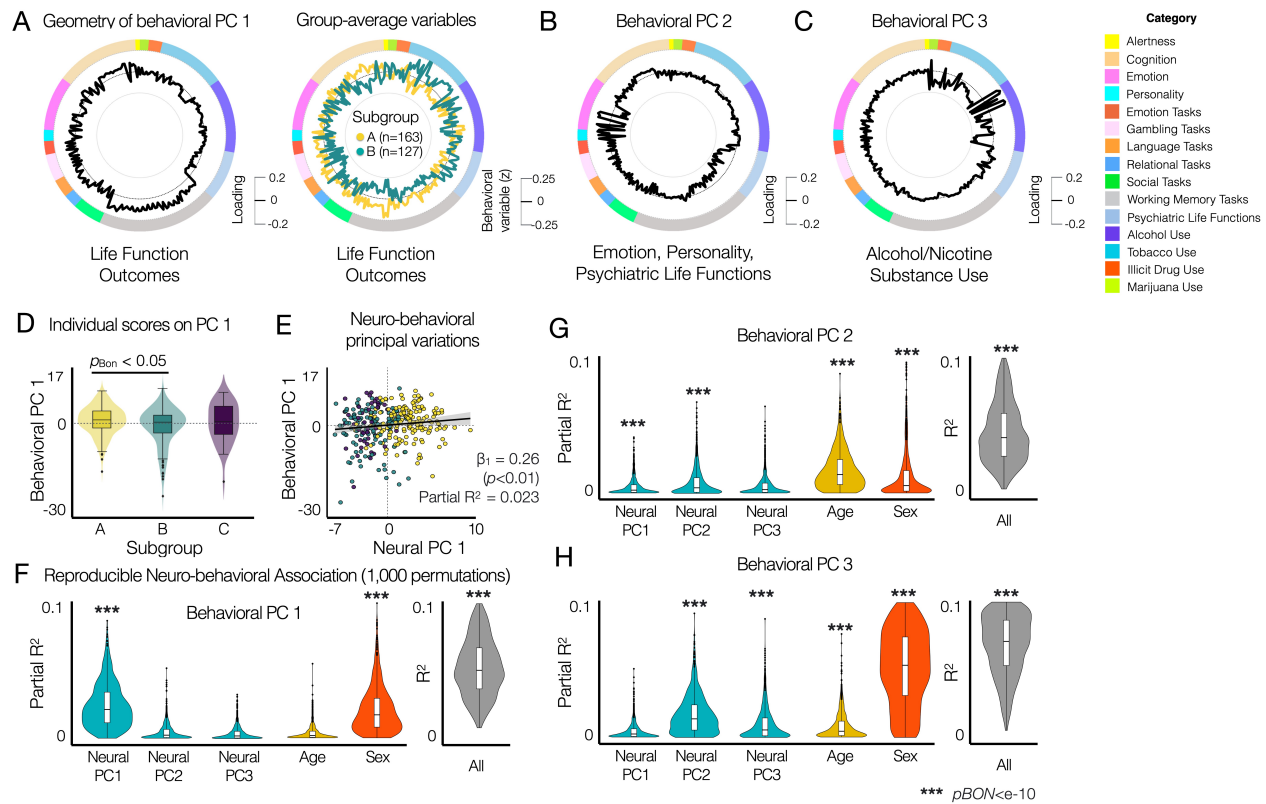 A
Geometry of behavioral PC 1
Group-average variables
Subgroup
A (n=163)
B (n=127)
Loading
0.2
0
-0.2
Behavioral
variable (z)
0.25
0
-0.25
Life Function
Outcomes
Life Function
Outcomes
B
Behavioral PC 2
Loading
0.2
0
-0.2
Emotion, Personality,
Psychiatric Life Functions
C
Behavioral PC 3
Loading
0.2
0
-0.2
Alcohol/Nicotine
Substance Use
Category
Alertness
Cognition
Emotion
Personality
Emotion Tasks
Gambling Tasks
Language Tasks
Relational Tasks
Social Tasks
Working Memory Tasks
Psychiatric Life Functions
Alcohol Use
Tobacco Use
Illicit Drug Use
Marijuana Use
D
Individual scores on PC 1
pBon < 0.05
Behavioral PC 1
17
0
-30
A
B
C
Subgroup
E
Neuro-behavioral
principal variations
Behavioral PC 1
17
0
-30
β1 = 0.26
(p<0.01)
Partial R² = 0.023
-7
0
10
Neural PC 1
F
Reproducible Neuro-behavioral Association (1,000 permutations)
Behavioral PC 1
Partial R²
0.1
0
***
***
Neural
PC1
Neural
PC2
Neural
PC3
Age
Sex
R²
0.1
0
***
All
G
Behavioral PC 2
Partial R²
0.1
0
***
***
***
***
Neural
PC1
Neural
PC2
Neural
PC3
Age
Sex
R²
0.1
0
***
All
H
Behavioral PC 3
Partial R²
0.1
0
***
***
***
***
Neural
PC1
Neural
PC2
Neural
PC3
Age
Sex
R²
0.1
0
***
All
*** pBON<e-10